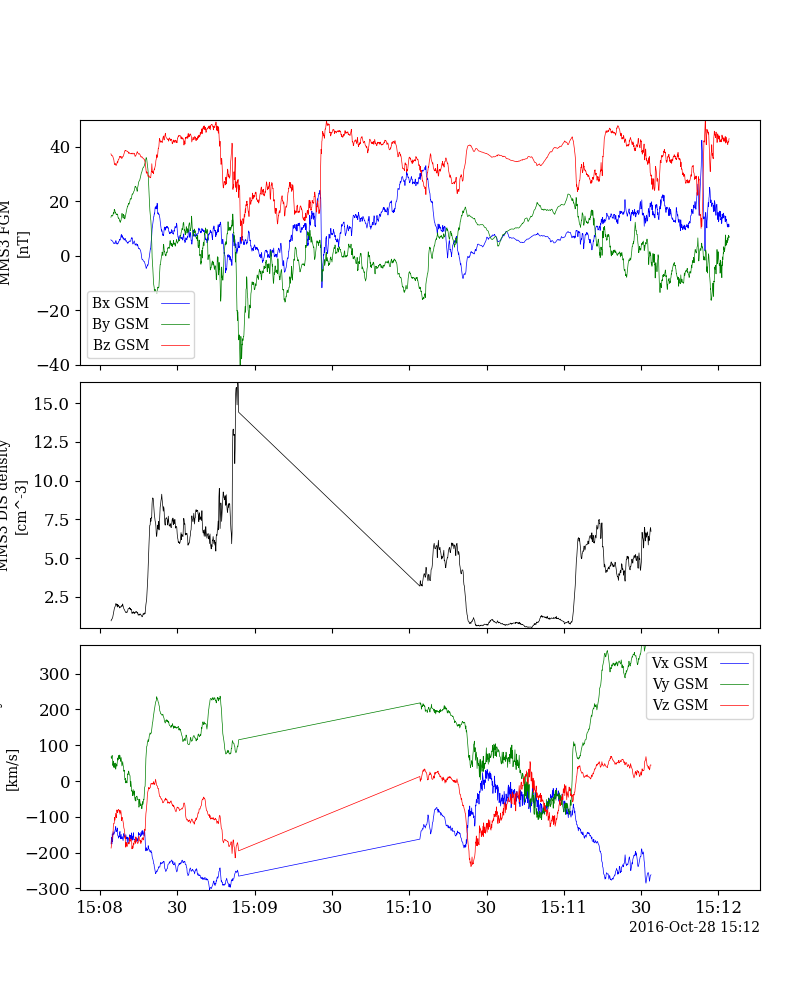 40
20
0
−20
−40
MMS3 FGM
[nT]
Bx GSM
By GSM
Bz GSM
15.0
12.5
10.0
7.5
5.0
2.5
MMS3 DIS density
[cm^-3]
300
200
100
0
−100
−200
−300
[km/s]
Vx GSM
Vy GSM
Vz GSM
15:08 30 15:09 30 15:10 30 15:11 30 15:12
2016-Oct-28 15:12